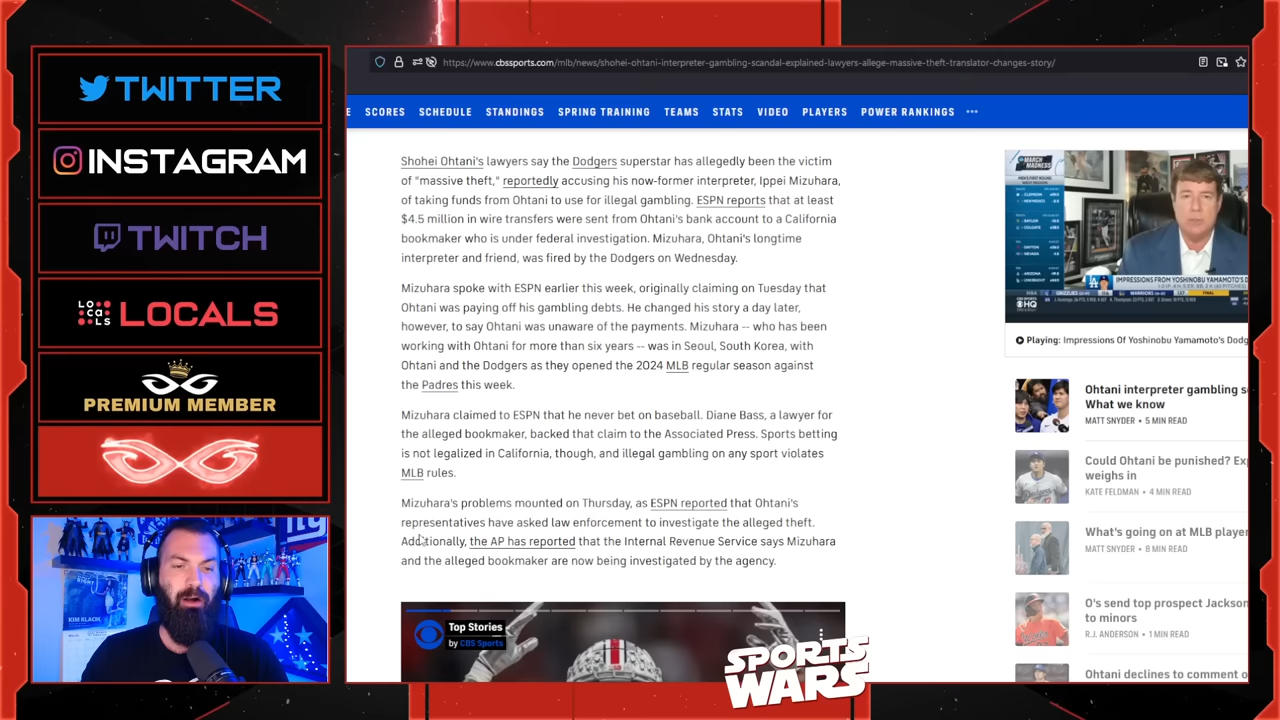 TWITTER
INSTAGRAM
TWITCH
LOCALS
LOCALS
PREMIUM MEMBER
KIM KLACIK
https://www.cbssports.com/mlb/news/shohei-ohtani-interpreter-gambling-scandal-explained-lawyers-allege-massive-theft-translator-changes-story/
E SCORES SCHEDULE STANDINGS SPRING TRAINING TEAMS STATS VIDEO PLAYERS POWER RANKINGS •••
Shohei Ohtani's lawyers say the Dodgers superstar has allegedly been the victim
of "massive theft," reportedly accusing his now-former interpreter, Ippei Mizuhara,
of taking funds from Ohtani to use for illegal gambling. ESPN reports that at least
$4.5 million in wire transfers were sent from Ohtani's bank account to a California
bookmaker who is under federal investigation. Mizuhara, Ohtani's longtime
interpreter and friend, was fired by the Dodgers on Wednesday.
Mizuhara spoke with ESPN earlier this week, originally claiming on Tuesday that
Ohtani was paying off his gambling debts. He changed his story a day later,
however, to say Ohtani was unaware of the payments. Mizuhara -- who has been
working with Ohtani for more than six years -- was in Seoul, South Korea, with
Ohtani and the Dodgers as they opened the 2024 MLB regular season against
the Padres this week.
Mizuhara claimed to ESPN that he never bet on baseball. Diane Bass, a lawyer for
the alleged bookmaker, backed that claim to the Associated Press. Sports betting
is not legalized in California, though, and illegal gambling on any sport violates
MLB rules.
Mizuhara's problems mounted on Thursday, as ESPN reported that Ohtani's
representatives have asked law enforcement to investigate the alleged theft.
Additionally, the AP has reported that the Internal Revenue Service says Mizuhara
and the alleged bookmaker are now being investigated by the agency.
Top Stories
by CBS Sports
SPORTS
WARS
MARCH
MADNESS
IMPRESSIONS FROM YOSHINOBU YAMAMOTO'S D
HQ
Playing: Impressions Of Yoshinobu Yamamoto's Dodg
Ohtani interpreter gambling s
What we know
MATT SNYDER • 5 MIN READ
Could Ohtani be punished? Exp
weighs in
KATE FELDMAN • 4 MIN READ
What's going on at MLB player
MATT SNYDER • 8 MIN READ
O's send top prospect Jackson
to minors
R.J. ANDERSON • 1 MIN READ
Ohtani declines to comment o